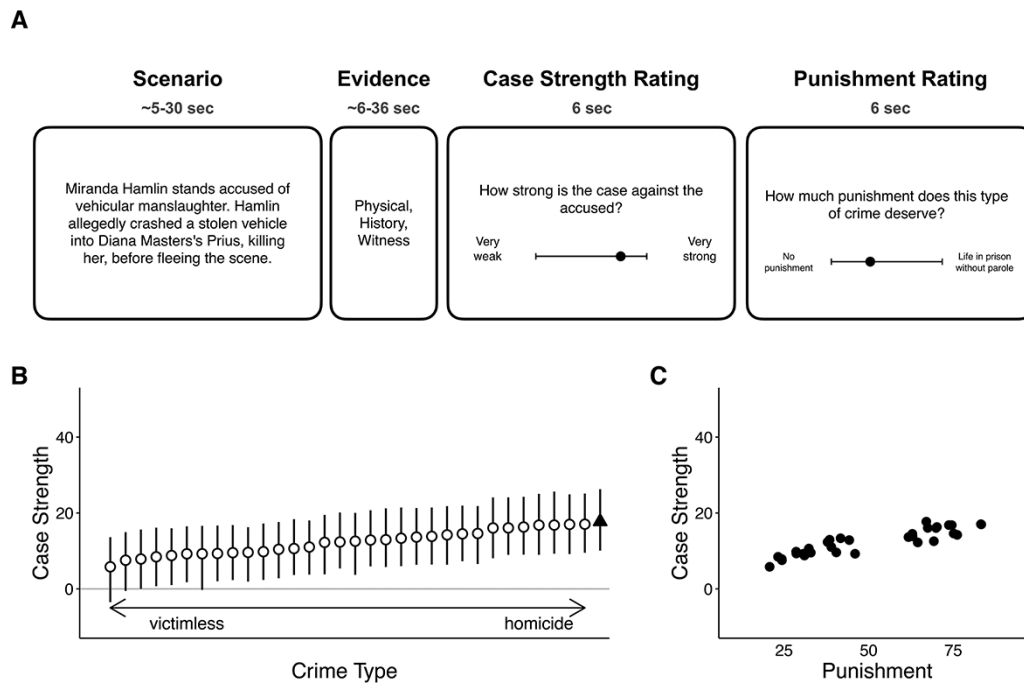 A
Scenario
~5-30 sec
Miranda Hamlin stands accused of
vehicular manslaughter. Hamlin
allegedly crashed a stolen vehicle
into Diana Masters's Prius, killing
her, before fleeing the scene.
Evidence
~6-36 sec
Physical,
History,
Witness
Case Strength Rating
6 sec
How strong is the case against the
accused?
Very
weak
Very
strong
Punishment Rating
6 sec
How much punishment does this type
of crime deserve?
No
punishment
Life in prison
without parole
B
Case Strength
40
20
0
victimless
homicide
Crime Type
C
Case Strength
40
20
0
25
50
75
Punishment